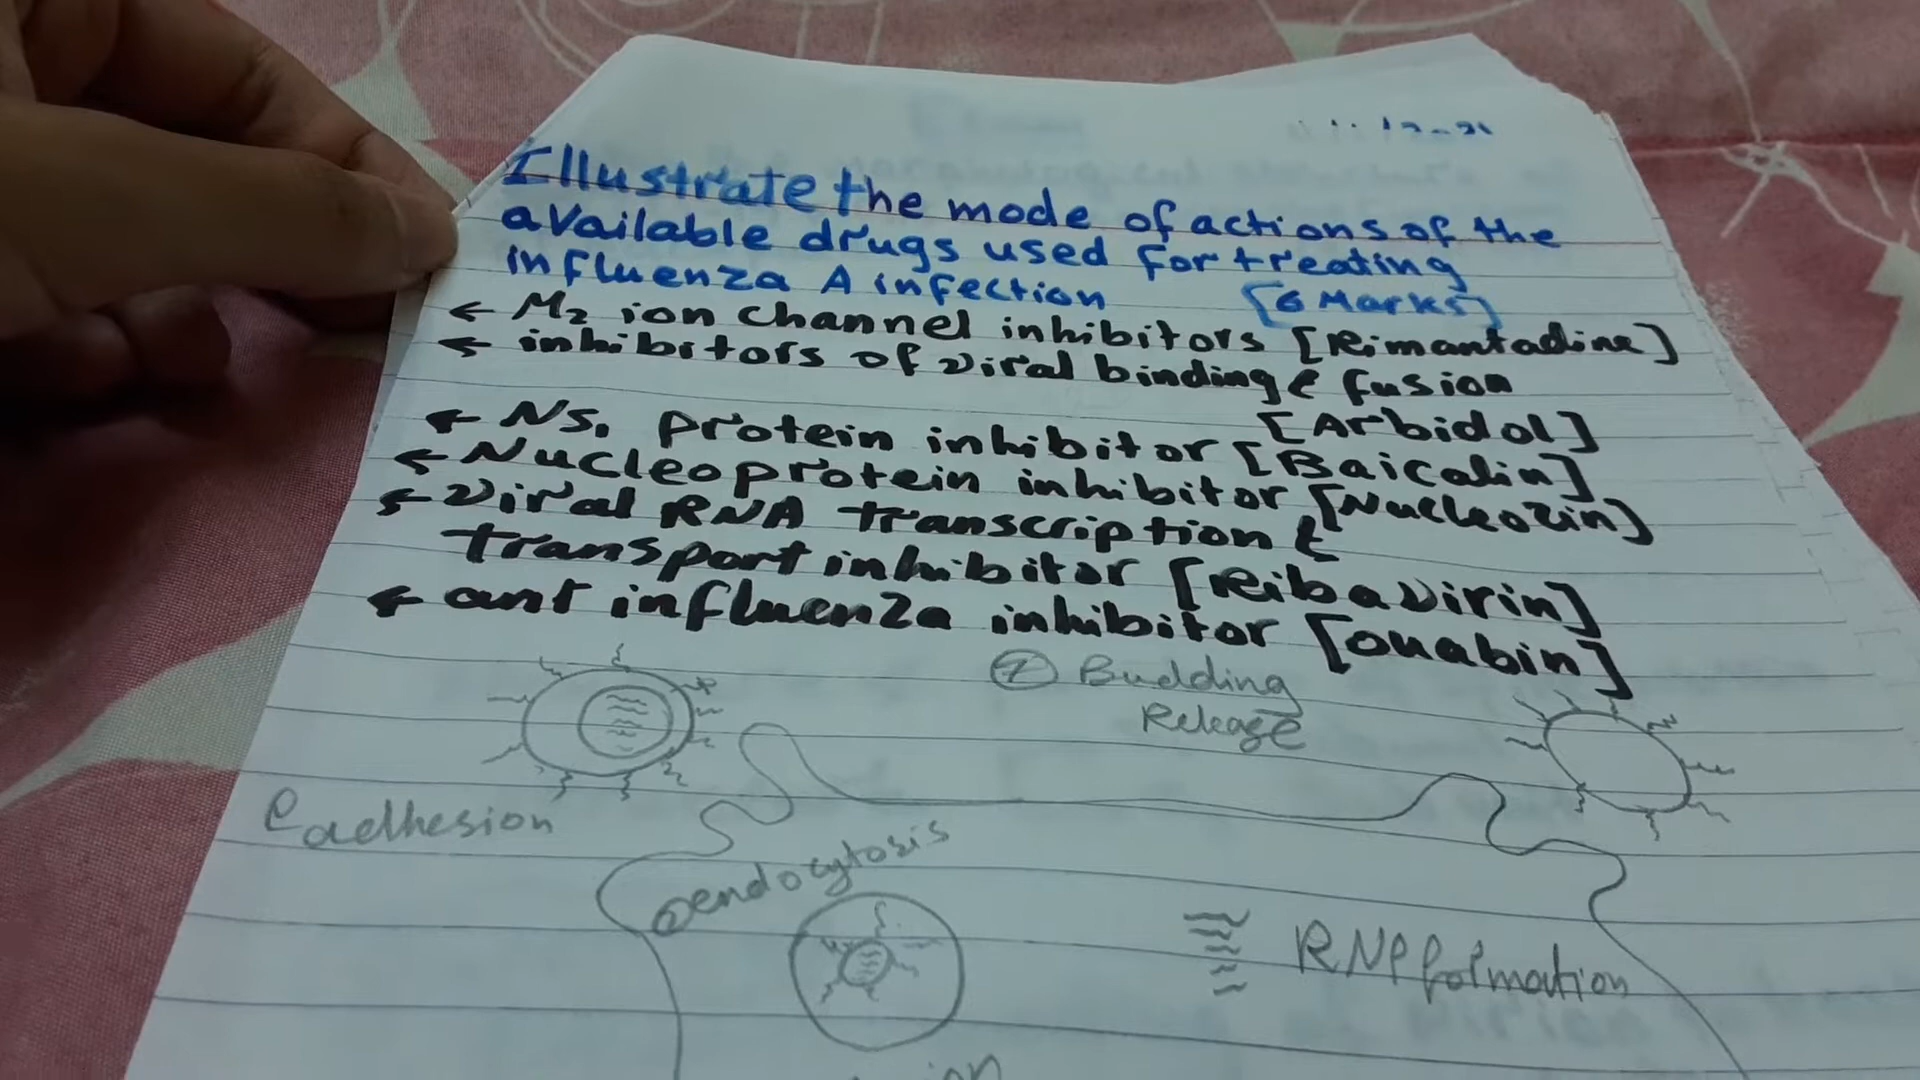 Illustrate the mode of actions of the
available drugs used for treating
influenza A infection [6 Marks]
← M2 ion channel inhibitors [Rimantadine]
← inhibitors of viral binding & fusion
[Arbidol]
← NS1 protein inhibitor [Baicalin]
← Nucleoprotein inhibitor [Nucleozin]
← viral RNA transcription &
transport inhibitor [Ribavirin]
← ant influenza inhibitor [ouabin]
⑦ Budding
Release
adhesion
endocytosis
RNP formation